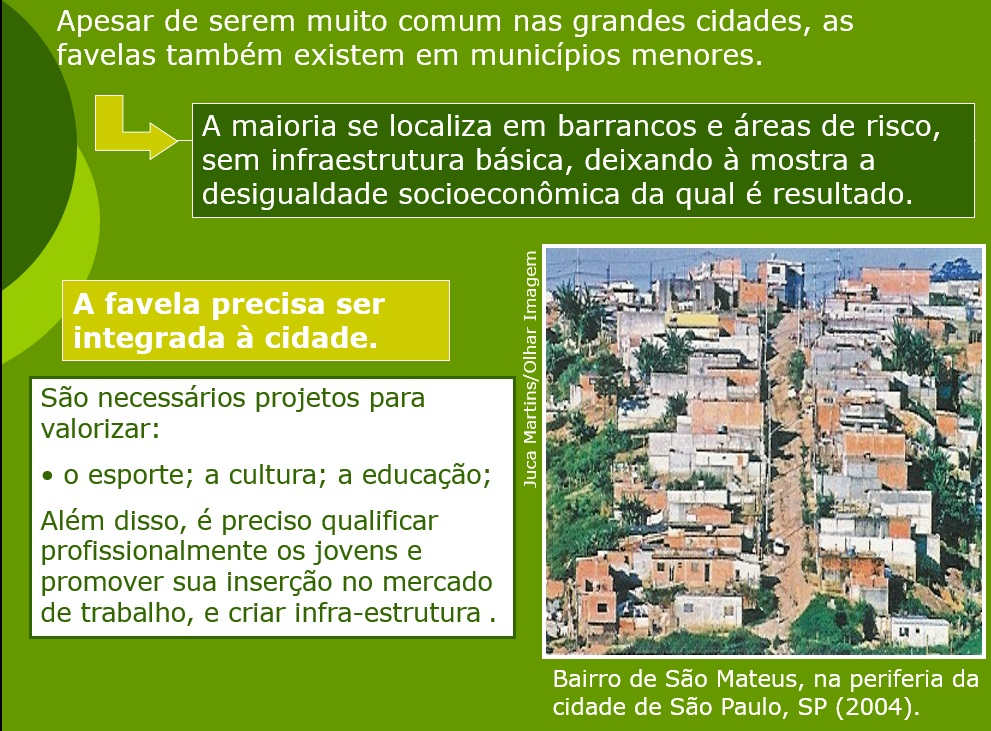 Apesar de serem muito comum nas grandes cidades, as
favelas também existem em municípios menores.
A maioria se localiza em barrancos e áreas de risco,
sem infraestrutura básica, deixando à mostra a
desigualdade socioeconômica da qual é resultado.
A favela precisa ser
integrada à cidade.
São necessários projetos para
valorizar:
• o esporte; a cultura; a educação;
Além disso, é preciso qualificar
profissionalmente os jovens e
promover sua inserção no mercado
de trabalho, e criar infra-estrutura .
Juca Martins/Olhar Imagem
Bairro de São Mateus, na periferia da
cidade de São Paulo, SP (2004).